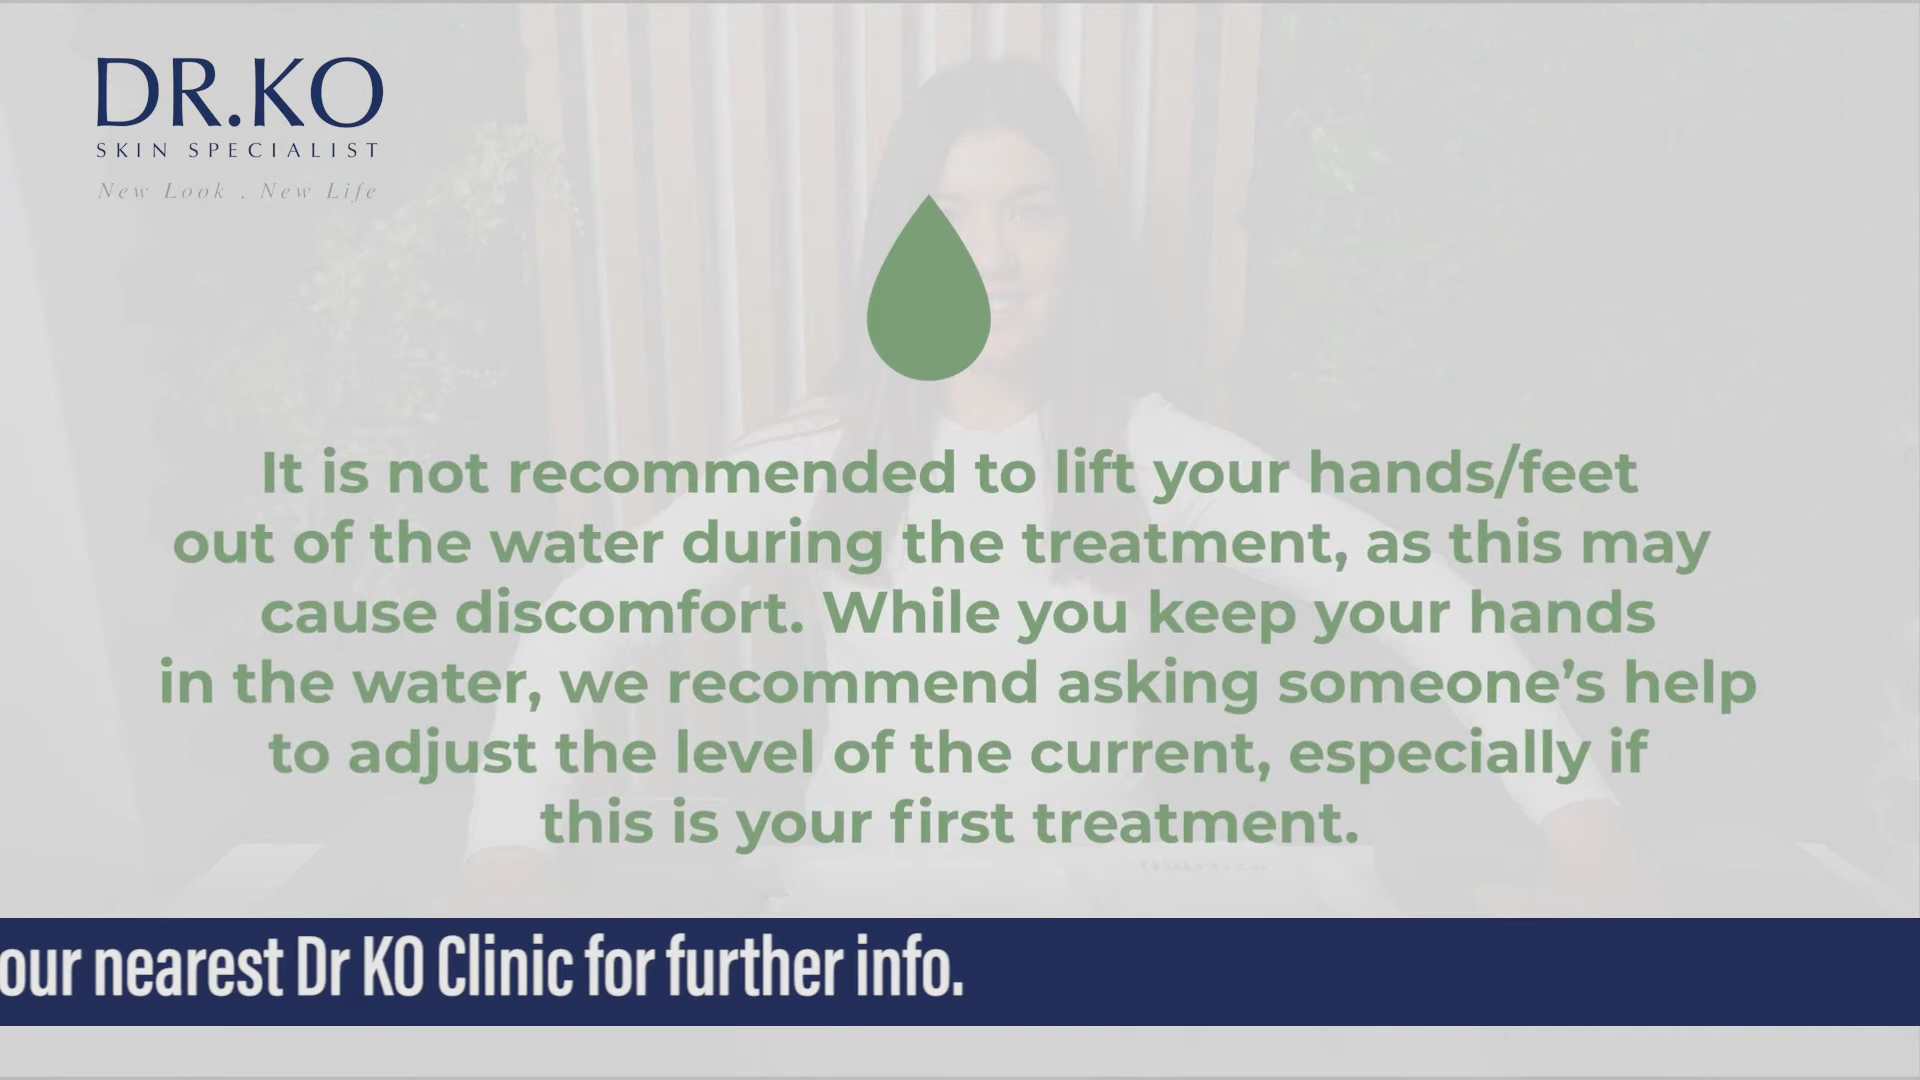 DR.KO
SKIN SPECIALIST
New Look , New Life
It is not recommended to lift your hands/feet
out of the water during the treatment, as this may
cause discomfort. While you keep your hands
in the water, we recommend asking someone’s help
to adjust the level of the current, especially if
this is your first treatment.
our nearest Dr KO Clinic for further info.